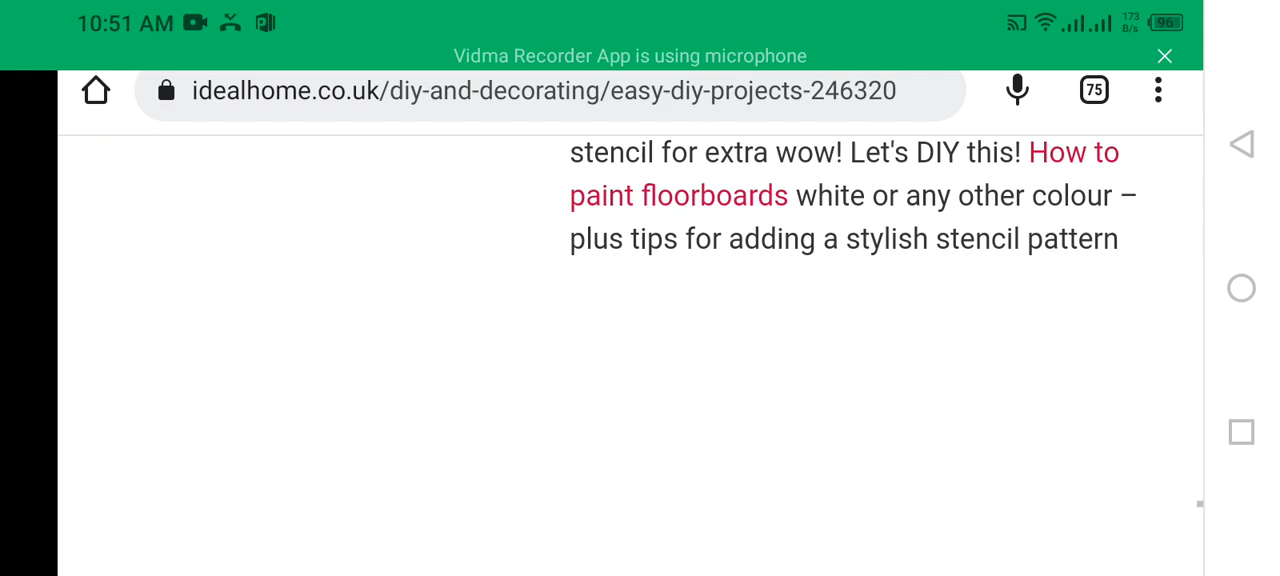 10:51 AM
173
B/s
96
Vidma Recorder App is using microphone
idealhome.co.uk/diy-and-decorating/easy-diy-projects-246320
75
stencil for extra wow! Let's DIY this! How to
paint floorboards white or any other colour –
plus tips for adding a stylish stencil pattern